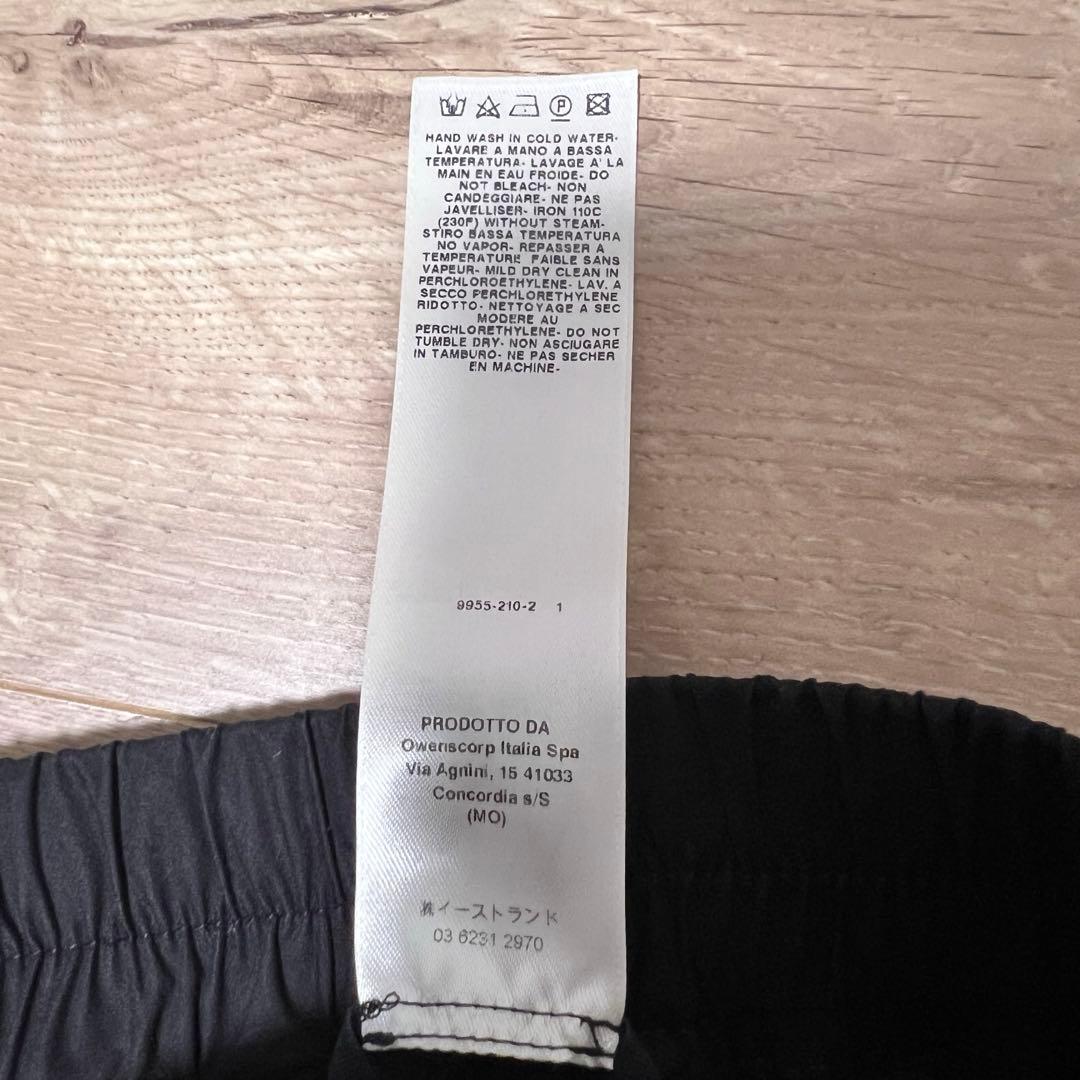 P
HAND WASH IN COLD WATER-
LAVARE A MANO A BASSA
TEMPERATURA- LAVAGE A' LA
MAIN EN EAU FROIDE- DO
NOT BLEACH- NON
CANDEGGIARE- NE PAS
JAVELLISER- IRON 110C
(230F) WITHOUT STEAM-
STIRO BASSA TEMPERATURA
NO VAPOR- REPASSER A
TEMPERATURE FAIBLE SANS
VAPEUR- MILD DRY CLEAN IN
PERCHLOROETHYLENE- LAV. A
SECCO PERCHLORETHYLENE
RIDOTTO- NETTOYAGE A SEC
MODERE AU
PERCHLORETHYLENE- DO NOT
TUMBLE DRY- NON ASCIUGARE
IN TAMBURO- NE PAS SECHER
EN MACHINE-
9955-210-2 1
PRODOTTO DA
Owenscorp Italia Spa
Via Agnini, 15 41033
Concordia s/S
(MO)
㈱イーストランド
03 6231 2970